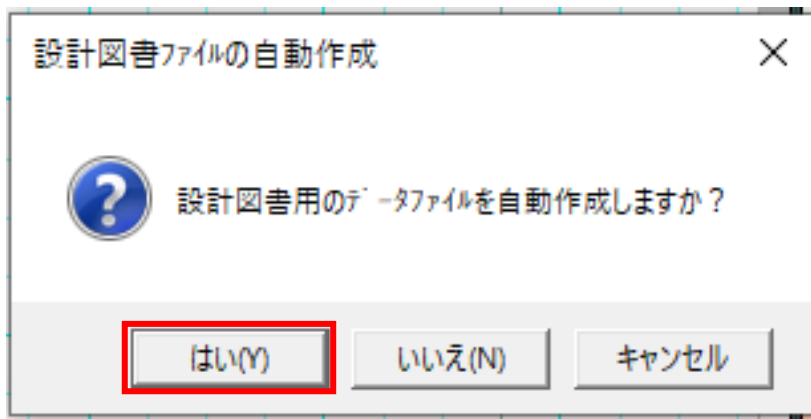 設計図書ﾌｧｲﾙの自動作成
設計図書用のﾃﾞｰﾀﾌｧｲﾙを自動作成しますか？
はい(Y)
いいえ(N)
キャンセル